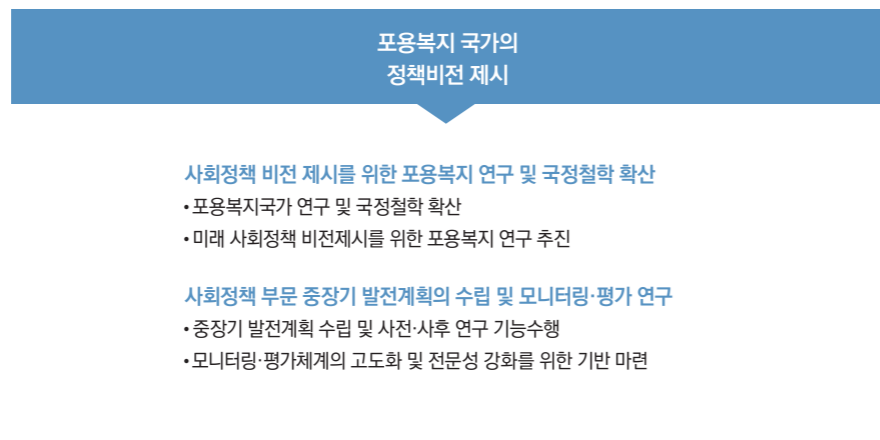 포용복지 국가의
정책비전 제시
사회정책 비전 제시를 위한 포용복지 연구 및 국정철학 확산
• 포용복지국가 연구 및 국정철학 확산
• 미래 사회정책 비전제시를 위한 포용복지 연구 추진
사회정책 부문 중장기 발전계획의 수립 및 모니터링·평가 연구
• 중장기 발전계획 수립 및 사전·사후 연구 기능수행
• 모니터링·평가체계의 고도화 및 전문성 강화를 위한 기반 마련